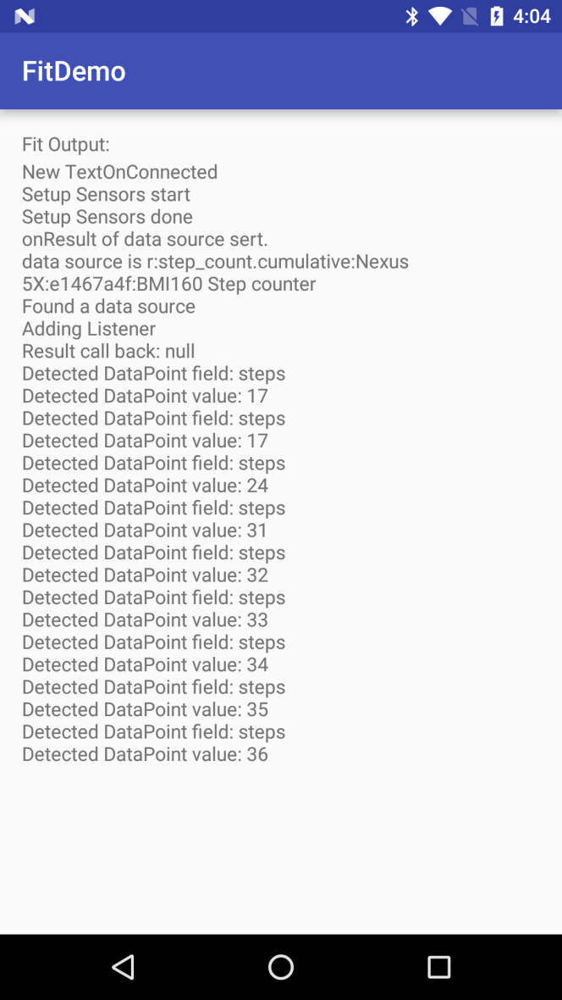 4:04
FitDemo
Fit Output:
New TextOnConnected
Setup Sensors start
Setup Sensors done
onResult of data source sert.
data source is r:step_count.cumulative:Nexus
5X:e1467a4f:BMI160 Step counter
Found a data source
Adding Listener
Result call back: null
Detected DataPoint field: steps
Detected DataPoint value: 17
Detected DataPoint field: steps
Detected DataPoint value: 17
Detected DataPoint field: steps
Detected DataPoint value: 24
Detected DataPoint field: steps
Detected DataPoint value: 31
Detected DataPoint field: steps
Detected DataPoint value: 32
Detected DataPoint field: steps
Detected DataPoint value: 33
Detected DataPoint field: steps
Detected DataPoint value: 34
Detected DataPoint field: steps
Detected DataPoint value: 35
Detected DataPoint field: steps
Detected DataPoint value: 36